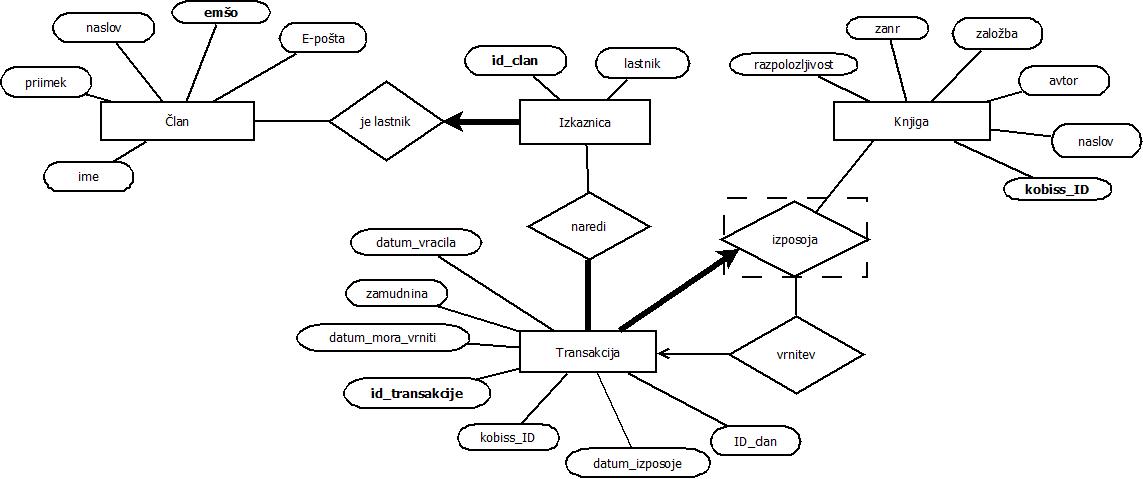 emšo
zanr
naslov
založba
E-pošta
id_clan
lastnik
razpolozljivost
priimek
avtor
Član
je lastnik
Izkaznica
Knjiga
naslov
ime
kobiss_ID
naredi
izposoja
datum_vracila
zamudnina
datum_mora_vrniti
Transakcija
vrnitev
id_transakcije
kobiss_ID
ID_clan
datum_izposoje